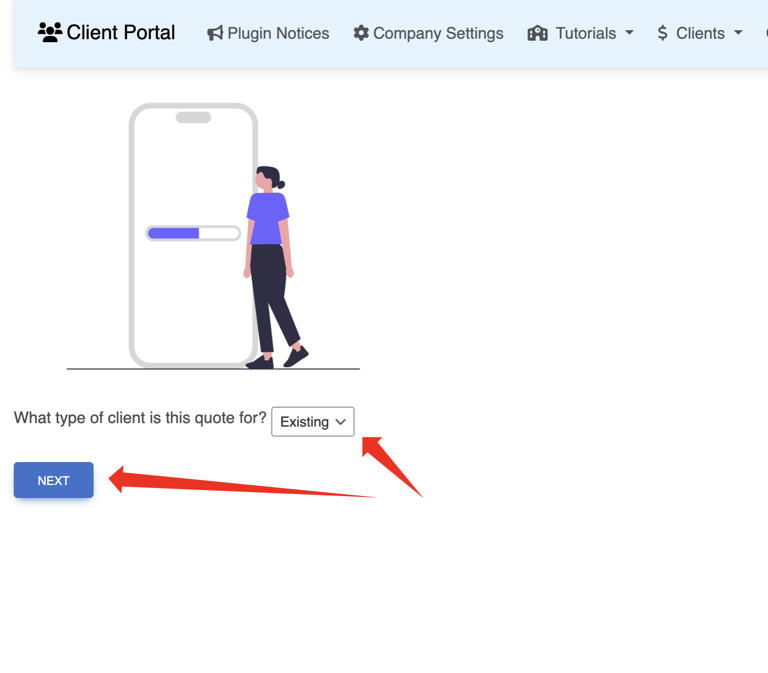 Client Portal Plugin Notices Company Settings Tutorials $ Clients
What type of client is this quote for? Existing
NEXT